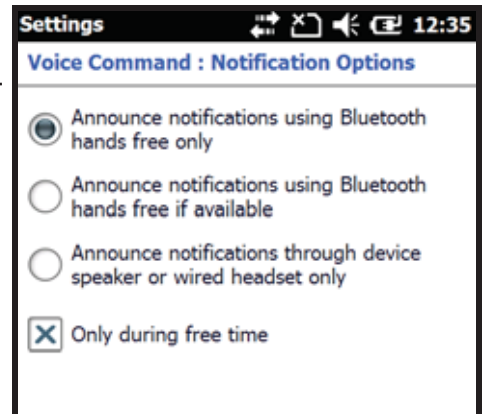 Settings 12:35
Voice Command : Notification Options
Announce notifications using Bluetooth
hands free only
Announce notifications using Bluetooth
hands free if available
Announce notifications through device
speaker or wired headset only
Only during free time